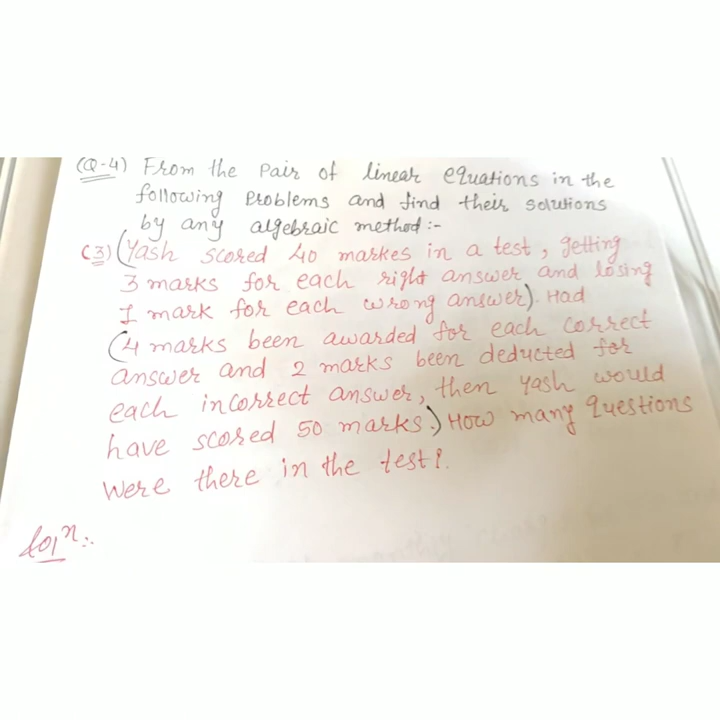 (Q-4) From the Pair of linear equations in the
following Problems and find their solutions
by any algebraic method:-
(3) (Yash scored 40 markes in a test, getting
3 marks for each right answer and losing
1 mark for each wrong answer). Had
(4 marks been awarded for each correct
answer and 2 marks been deducted for
each incorrect answer, then Yash would
have scored 50 marks.) How many questions
were there in the test?
Solⁿ:-